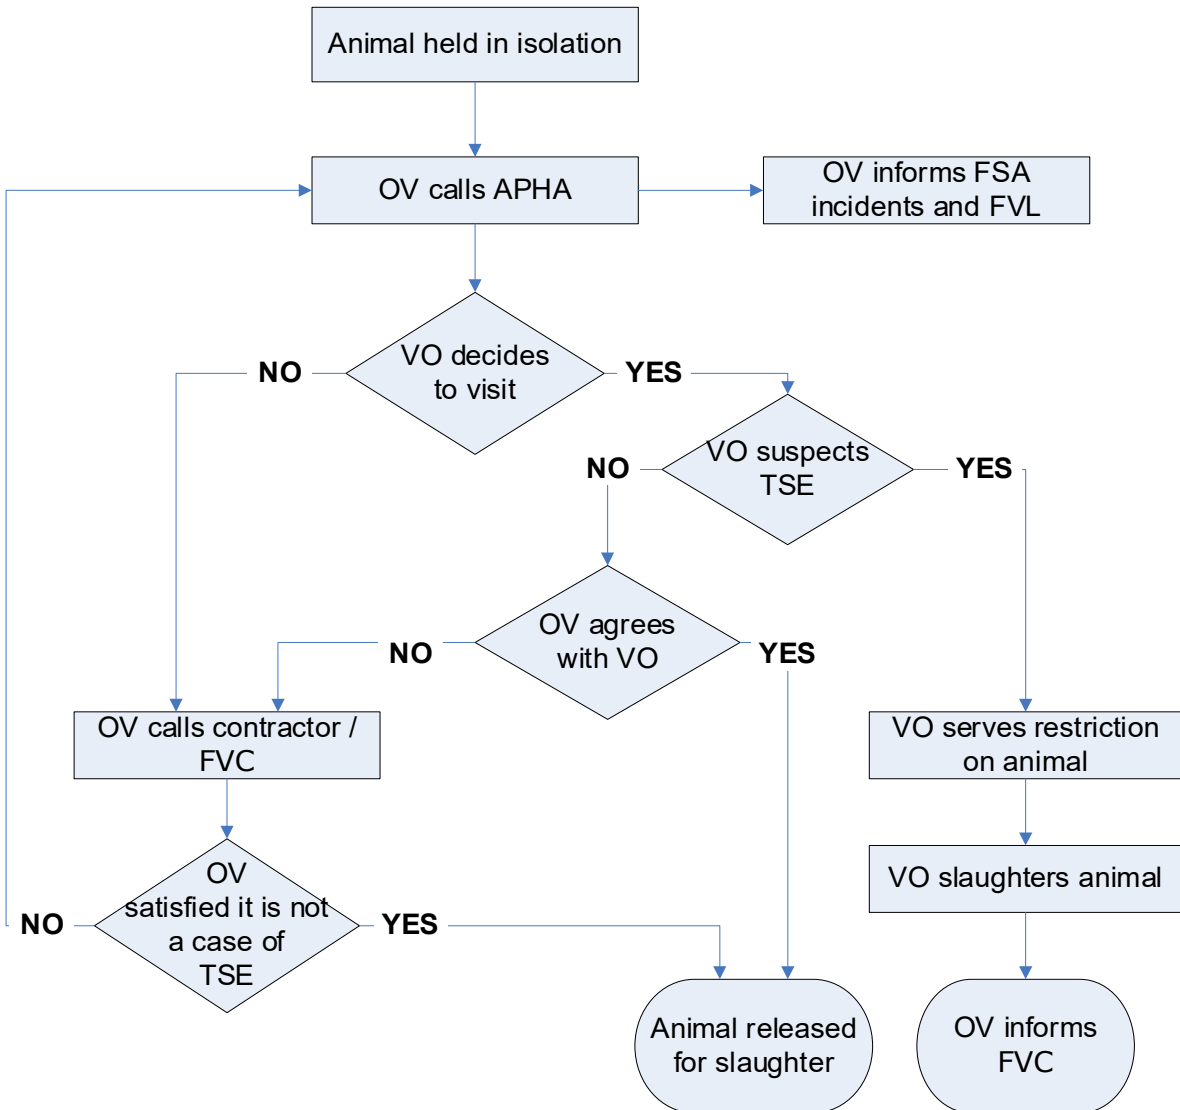 Animal held in isolation
OV calls APHA
OV informs FSA
incidents and FVL
VO decides
to visit
NO
YES
VO suspects
TSE
NO
YES
OV agrees
with VO
NO
YES
OV calls contractor /
FVC
VO serves restriction
on animal
OV
satisfied it is not
a case of
TSE
NO
YES
VO slaughters animal
Animal released
for slaughter
OV informs
FVC